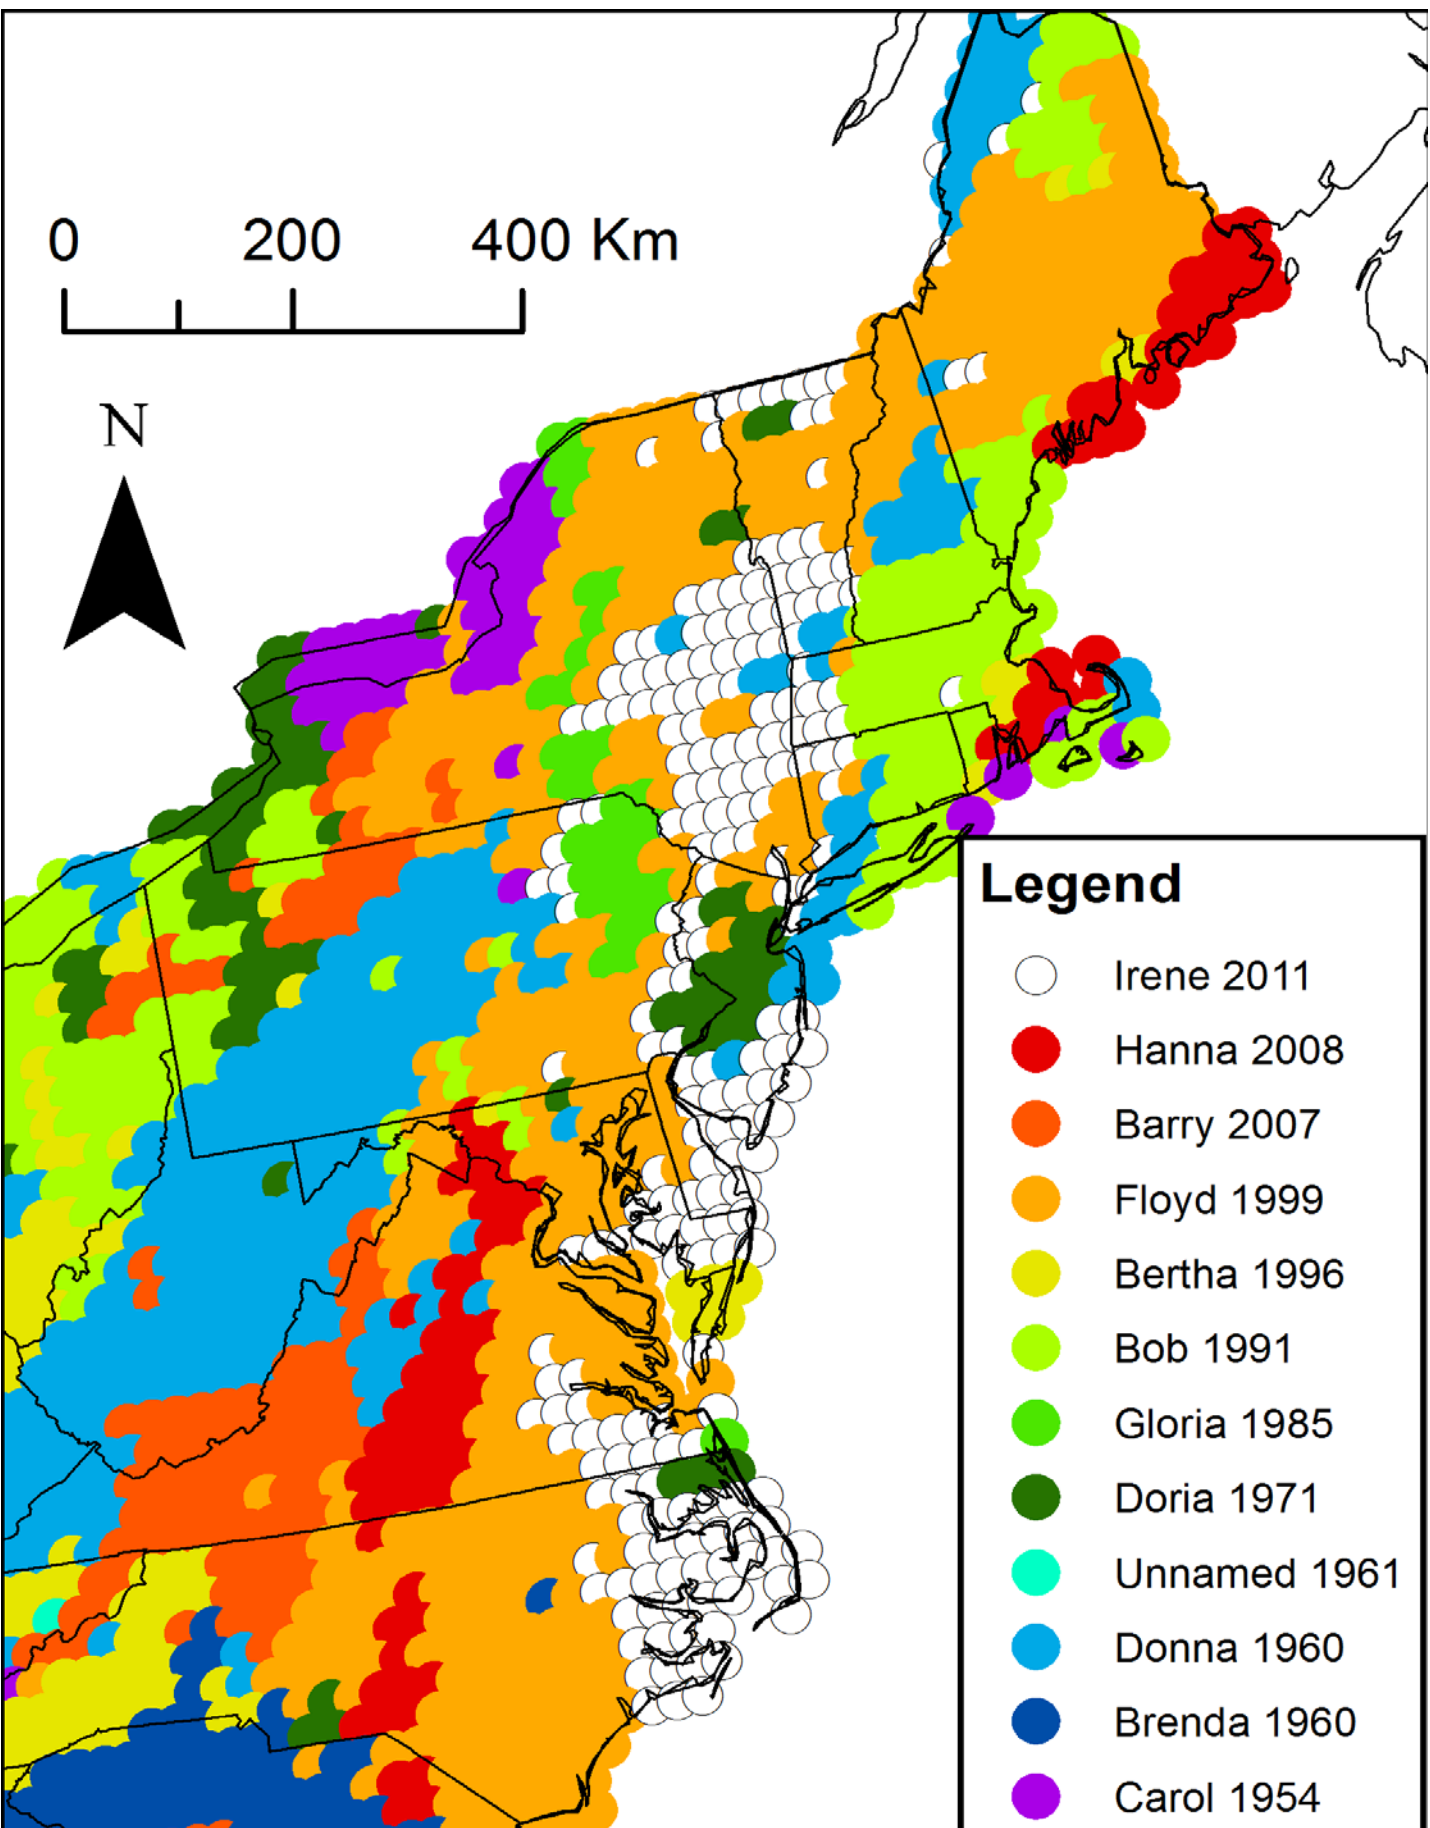 0 200 400 Km
N
Legend
Irene 2011
Hanna 2008
Barry 2007
Floyd 1999
Bertha 1996
Bob 1991
Gloria 1985
Doria 1971
Unnamed 1961
Donna 1960
Brenda 1960
Carol 1954